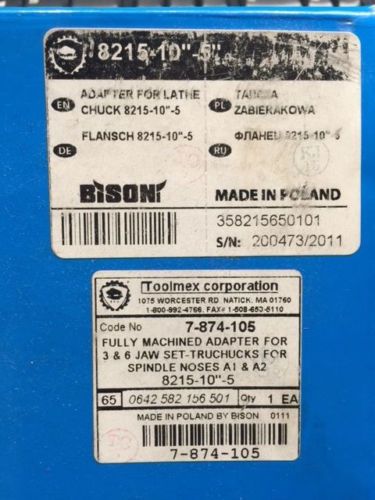 8215-10"-5"
EN ADAPTER FOR LATHE CHUCK 8215-10"-5
PL TARCZA ZABIERAKOWA
DE FLANSCH 8215-10"-5
RU ФЛАНЕЦ 8215-10"-5
BISON
MADE IN POLAND
358215650101
S/N: 200473/2011
Toolmex corporation
1075 WORCESTER RD. NATICK, MA 01760
1-800-992-4766. FAX# 1-508-653-5110
Code No 7-874-105
FULLY MACHINED ADAPTER FOR
3 & 6 JAW SET-TRUCHUCKS FOR
SPINDLE NOSES A1 & A2
8215-10"-5
65 0642 582 156 501 Qty 1 EA
MADE IN POLAND BY BISON 0111
7-874-105